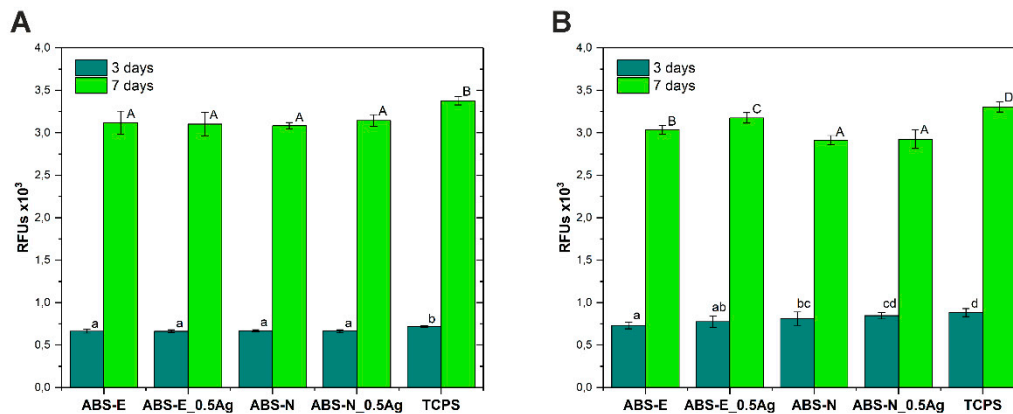 A
4,0
3,5
3,0
2,5
2,0
1,5
1,0
0,5
0,0
RFUs x10³
3 days
7 days
a
A
a
A
a
A
a
A
b
B
ABS-E
ABS-E_0.5Ag
ABS-N
ABS-N_0.5Ag
TCPS
B
4,0
3,5
3,0
2,5
2,0
1,5
1,0
0,5
0,0
RFUs x10³
3 days
7 days
a
B
ab
C
bc
A
cd
A
d
D
ABS-E
ABS-E_0.5Ag
ABS-N
ABS-N_0.5Ag
TCPS